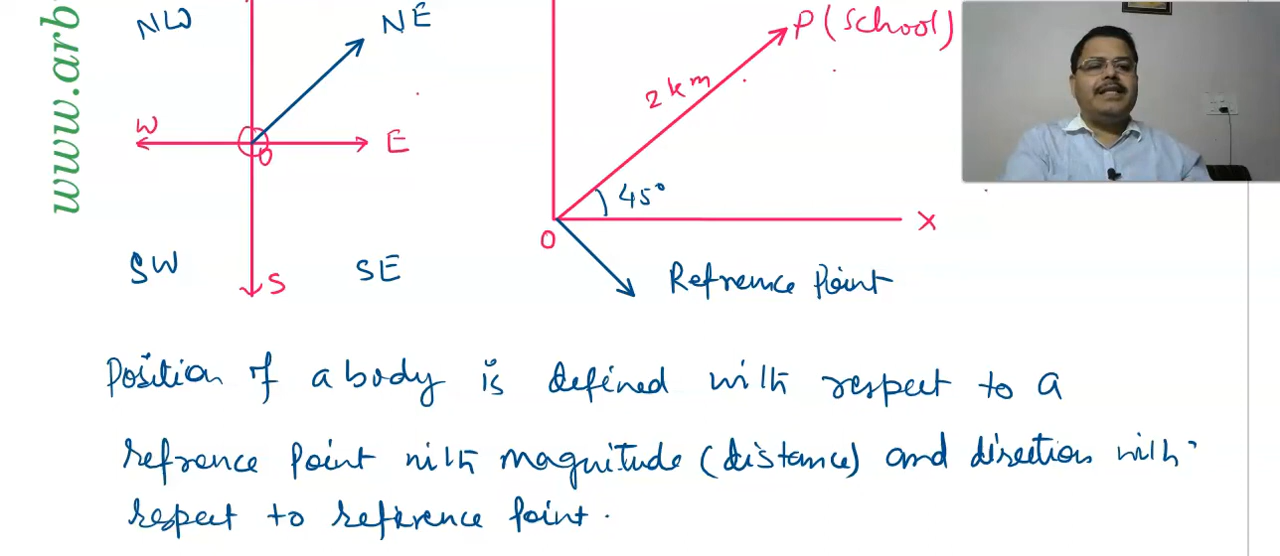 www.arb
NW
NE
W
E
O
SW
SE
S
P (School)
2 km
45°
O
X
Refrence Point
Position of a body is defined with respect to a
refrence point with magnitude (distance) and direction with
respect to reference point.